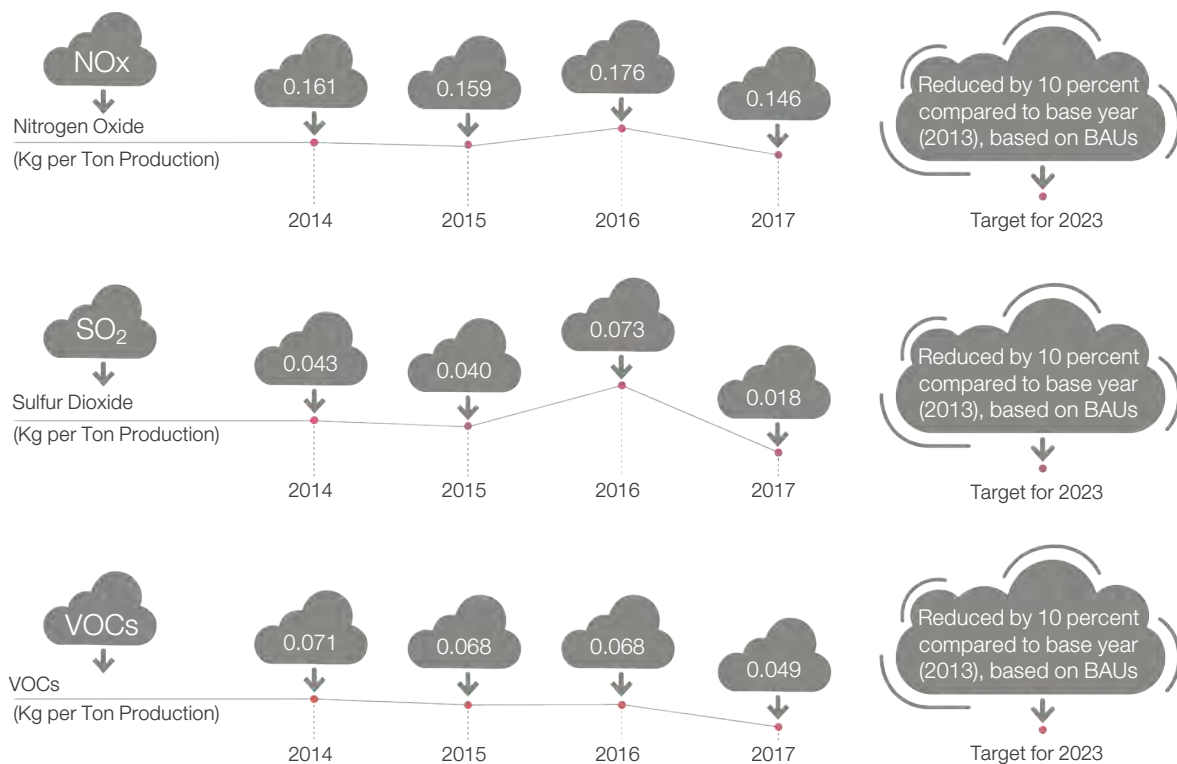 NOx
0.161
0.159
0.176
0.146
Reduced by 10 percent
compared to base year
(2013), based on BAUs
Nitrogen Oxide
(Kg per Ton Production)
2014
2015
2016
2017
Target for 2023
SO₂
0.043
0.040
0.073
0.018
Reduced by 10 percent
compared to base year
(2013), based on BAUs
Sulfur Dioxide
(Kg per Ton Production)
2014
2015
2016
2017
Target for 2023
VOCs
0.071
0.068
0.068
0.049
Reduced by 10 percent
compared to base year
(2013), based on BAUs
VOCs
(Kg per Ton Production)
2014
2015
2016
2017
Target for 2023